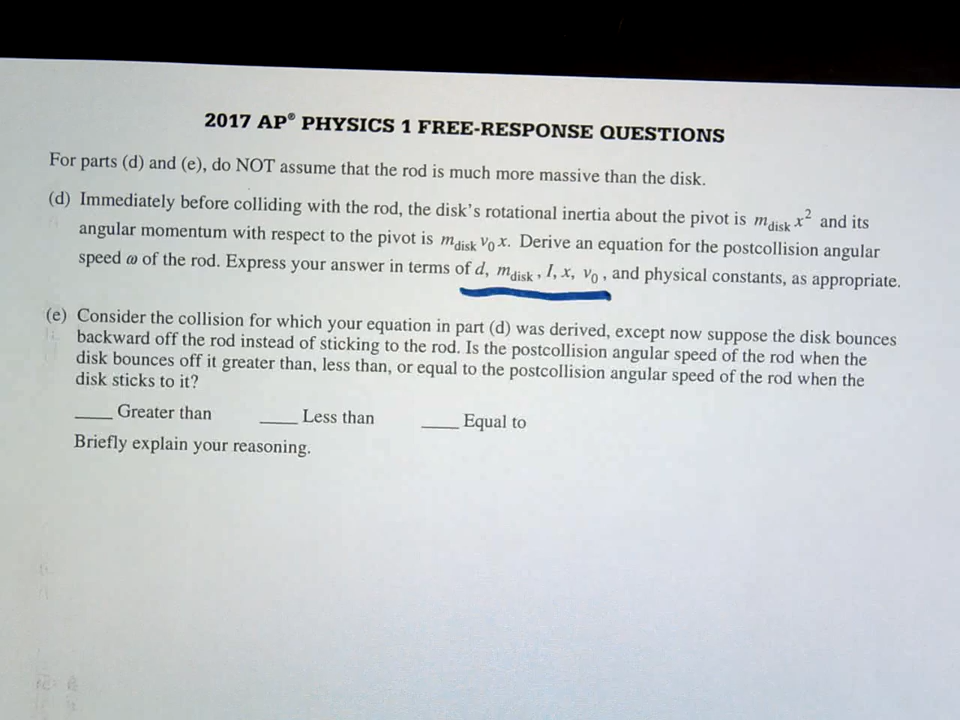 2017 AP® PHYSICS 1 FREE-RESPONSE QUESTIONS
For parts (d) and (e), do NOT assume that the rod is much more massive than the disk.
(d) Immediately before colliding with the rod, the disk's rotational inertia about the pivot is m_disk x² and its
angular momentum with respect to the pivot is m_disk v₀ x. Derive an equation for the postcollision angular
speed ω of the rod. Express your answer in terms of d, m_disk, I, x, v₀, and physical constants, as appropriate.
(e) Consider the collision for which your equation in part (d) was derived, except now suppose the disk bounces
backward off the rod instead of sticking to the rod. Is the postcollision angular speed of the rod when the
disk bounces off it greater than, less than, or equal to the postcollision angular speed of the rod when the
disk sticks to it?
____ Greater than ____ Less than ____ Equal to
Briefly explain your reasoning.